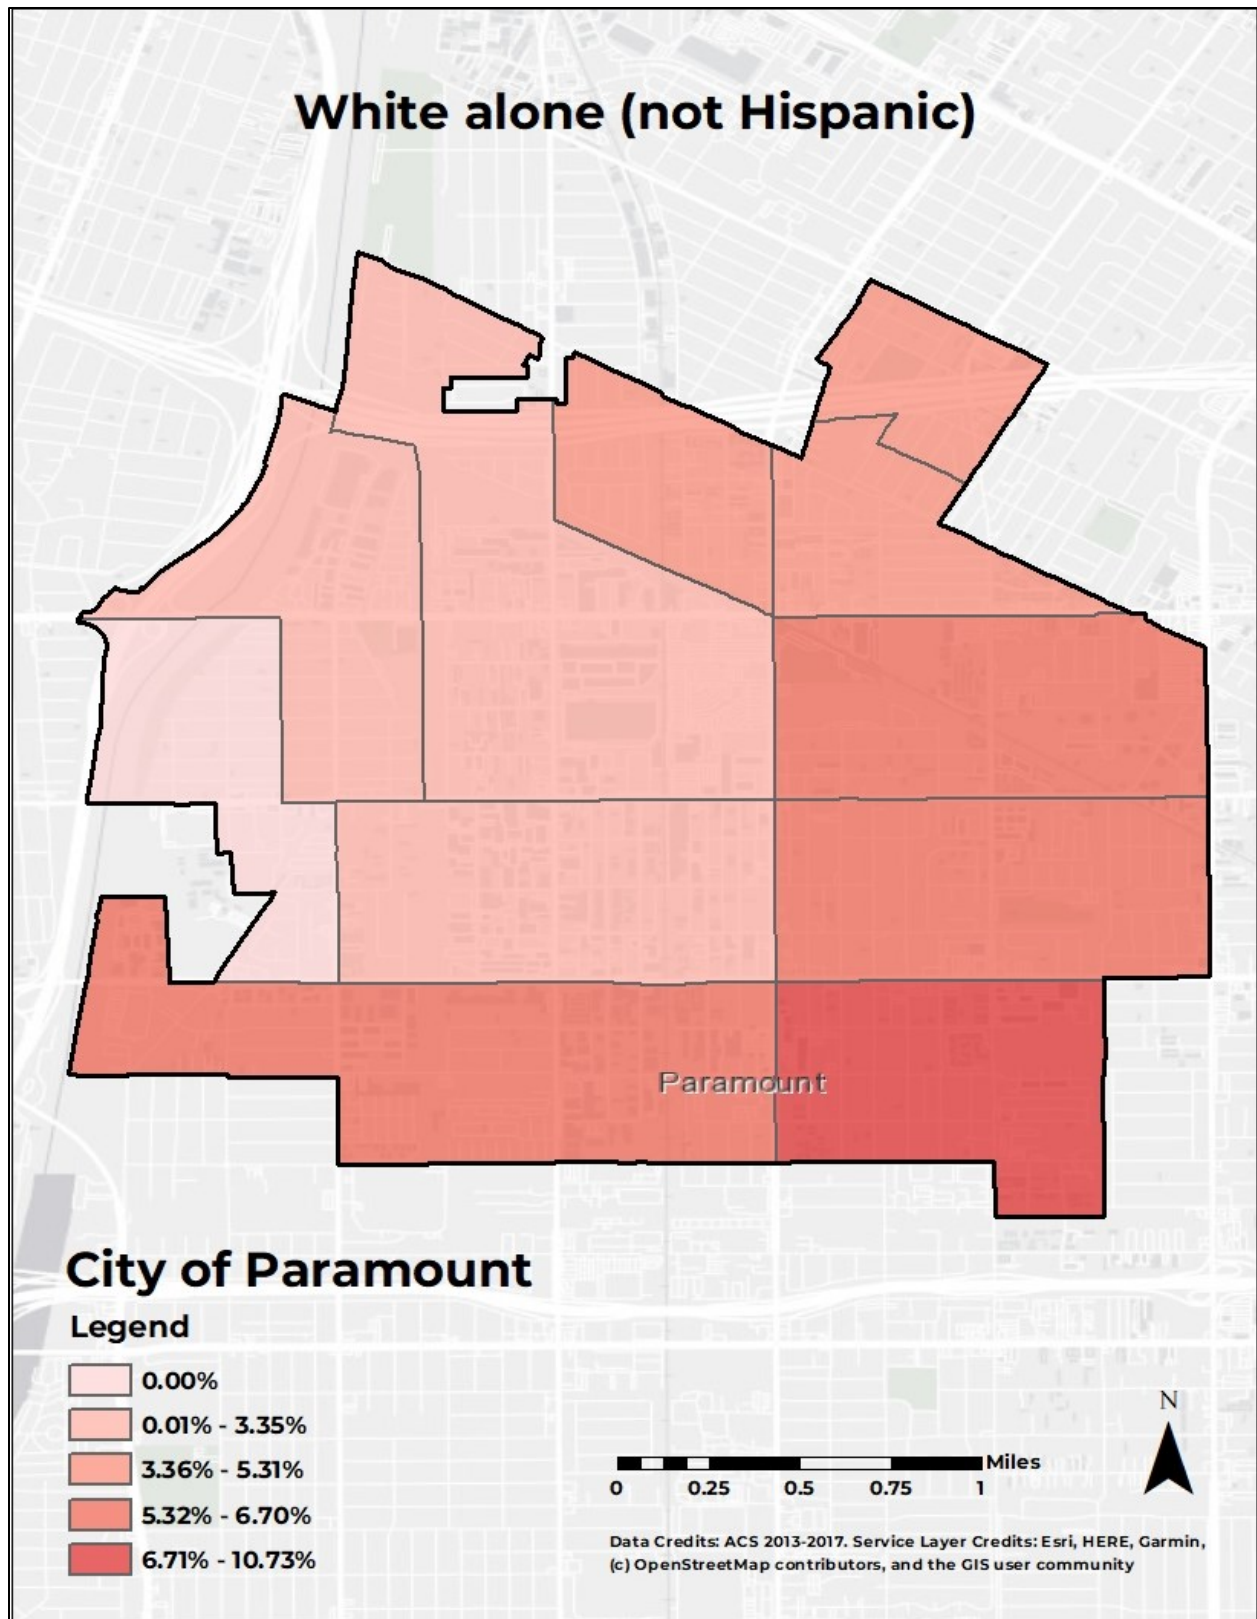 White alone (not Hispanic)
Paramount
City of Paramount
Legend
0.00%
0.01% - 3.35%
3.36% - 5.31%
5.32% - 6.70%
6.71% - 10.73%
N
Miles
0 0.25 0.5 0.75 1
Data Credits: ACS 2013-2017. Service Layer Credits: Esri, HERE, Garmin,
(c) OpenStreetMap contributors, and the GIS user community